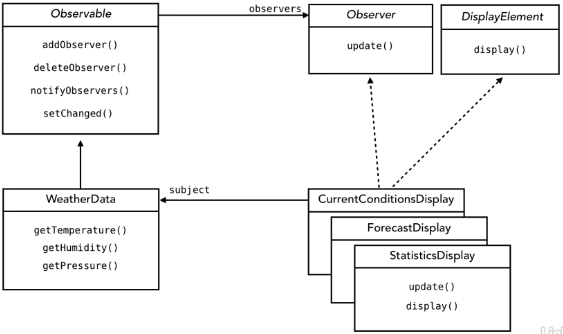 Observable
addObserver()
deleteObserver()
notifyObservers()
setChanged()
observers
Observer
update()
DisplayElement
display()
WeatherData
getTemperature()
getHumidity()
getPressure()
subject
CurrentConditionsDisplay
ForecastDisplay
StatisticsDisplay
update()
display()